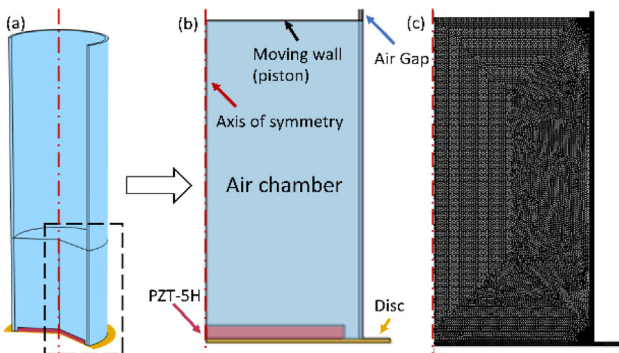 (a)
(b)
(c)
Moving wall
(piston)
Air Gap
Axis of symmetry
Air chamber
PZT-5H
Disc